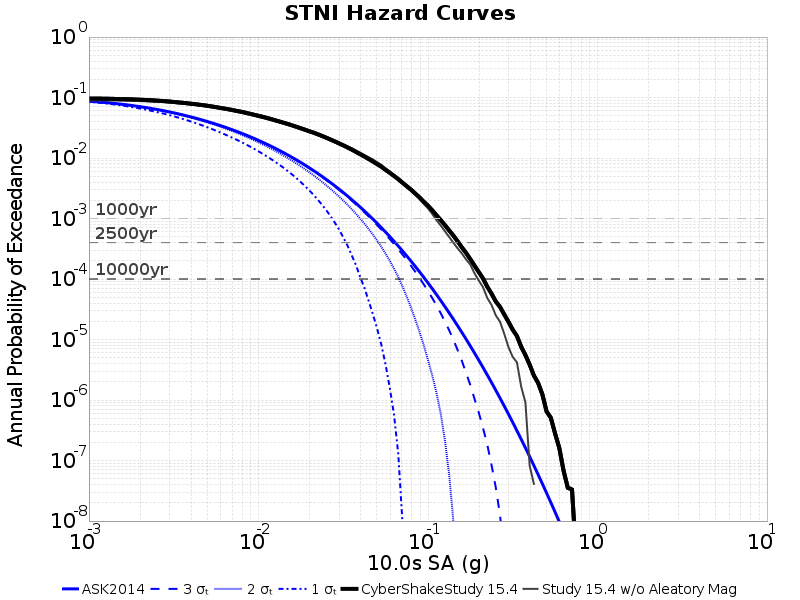 STNI Hazard Curves
Annual Probability of Exceedance
10^0
10^-1
10^-2
10^-3
10^-4
10^-5
10^-6
10^-7
10^-8
1000yr
2500yr
10000yr
10^-3 10^-2 10^-1 10^0 10^1
10.0s SA (g)
ASK2014 3 σₜ 2 σₜ 1 σₜ CyberShakeStudy 15.4 Study 15.4 w/o Aleatory Mag